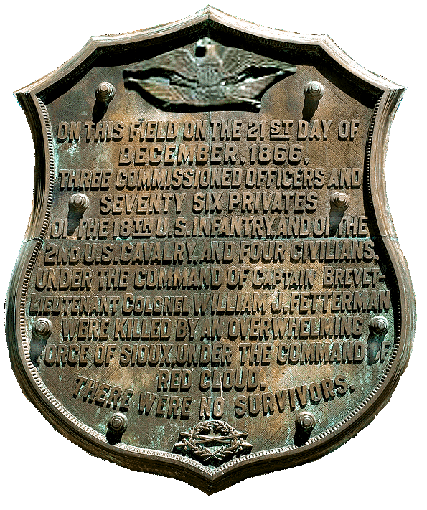 ON THIS FIELD ON THE 21ST DAY OF
DECEMBER, 1866,
THREE COMMISSIONED OFFICERS AND
SEVENTY SIX PRIVATES
OF THE 18TH U.S. INFANTRY, AND OF THE
2ND U.S. CAVALRY, AND FOUR CIVILIANS,
UNDER THE COMMAND OF CAPTAIN BREVET-
LIEUTENANT COLONEL WILLIAM J. FETTERMAN
WERE KILLED BY AN OVERWHELMING
FORCE OF SIOUX, UNDER THE COMMAND OF
RED CLOUD.
THERE WERE NO SURVIVORS.